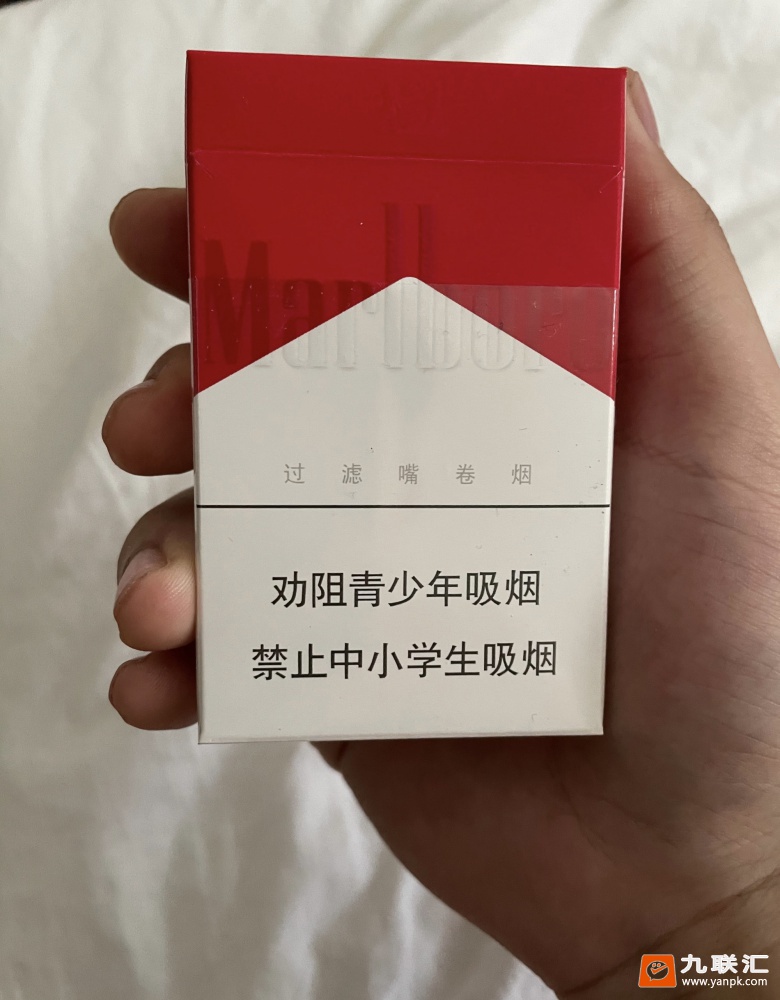 Marlboro
过滤嘴卷烟
劝阻青少年吸烟
禁止中小学生吸烟
九联汇
www.yanpk.com